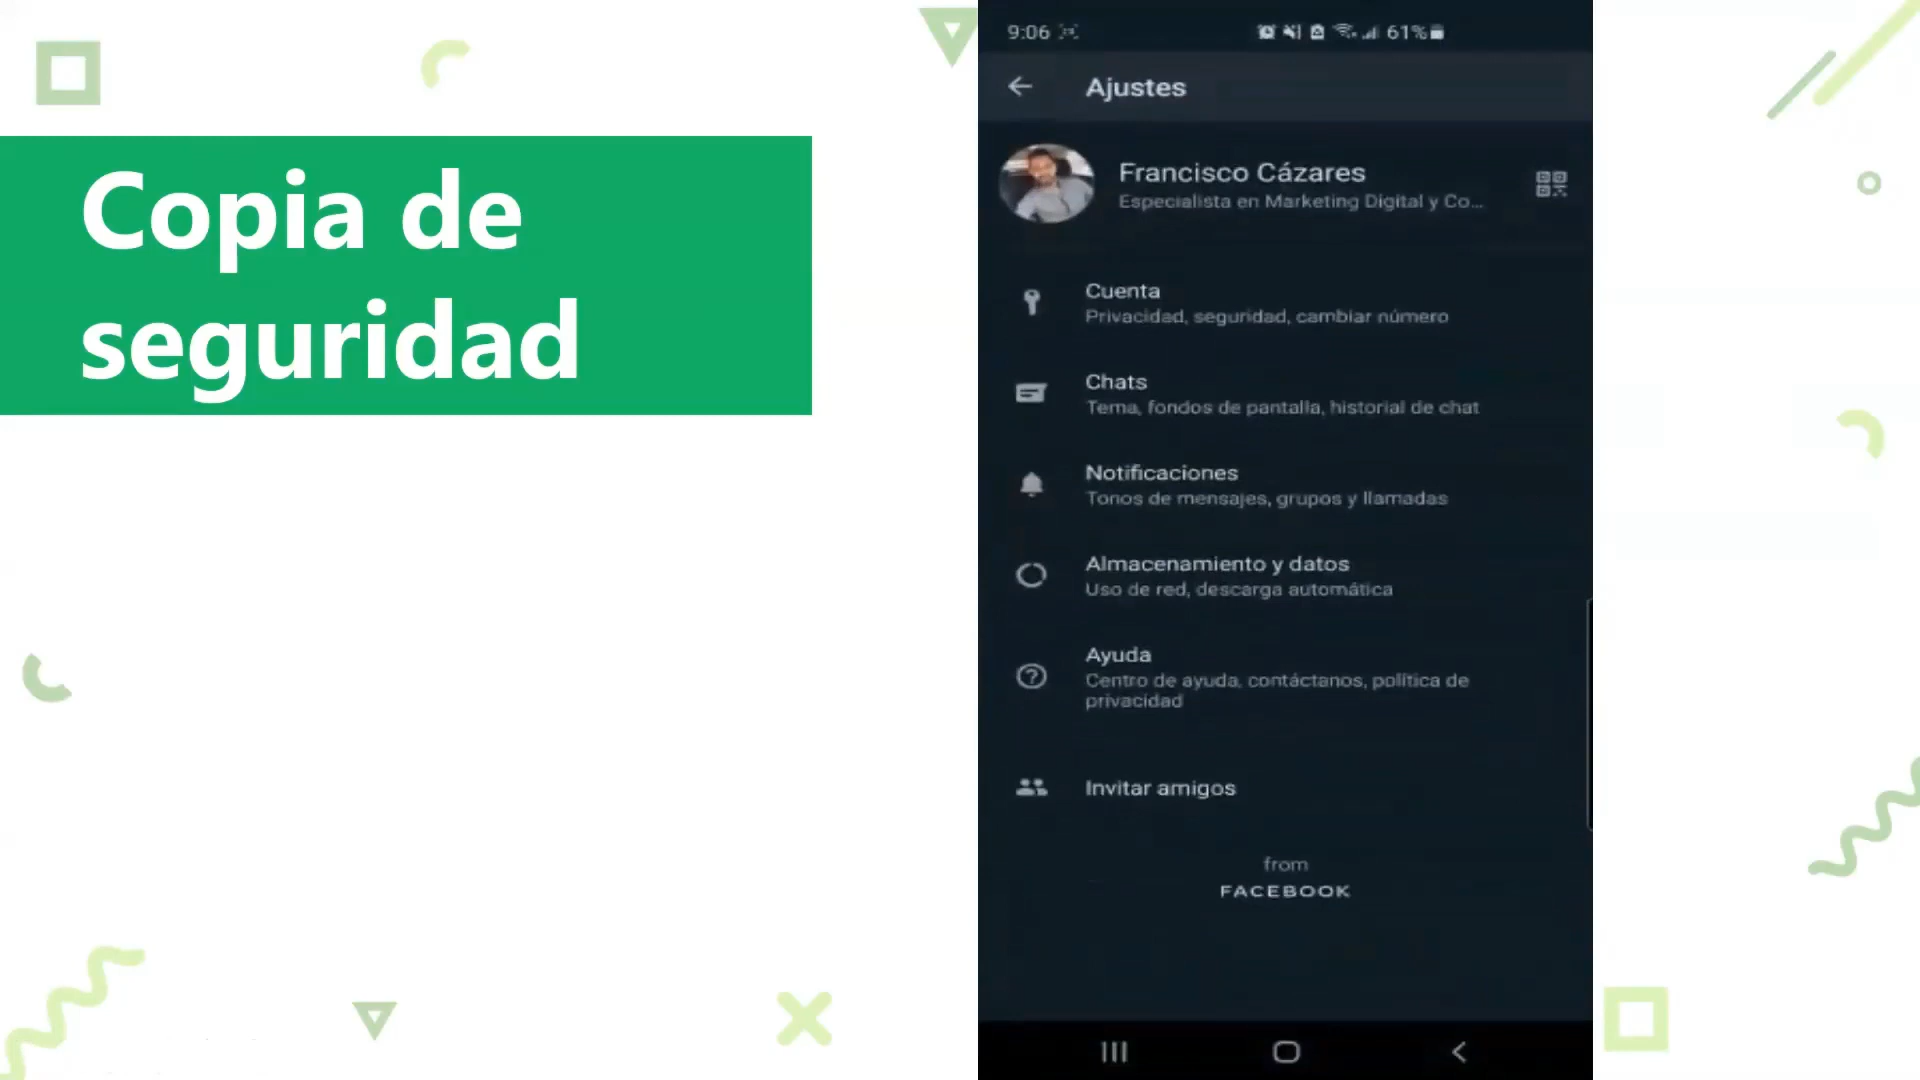 Copia de
seguridad
9:06
61%
Ajustes
Francisco Cázares
Especialista en Marketing Digital y Co...
Cuenta
Privacidad, seguridad, cambiar número
Chats
Tema, fondos de pantalla, historial de chat
Notificaciones
Tonos de mensajes, grupos y llamadas
Almacenamiento y datos
Uso de red, descarga automática
Ayuda
Centro de ayuda, contáctanos, política de
privacidad
Invitar amigos
from
FACEBOOK